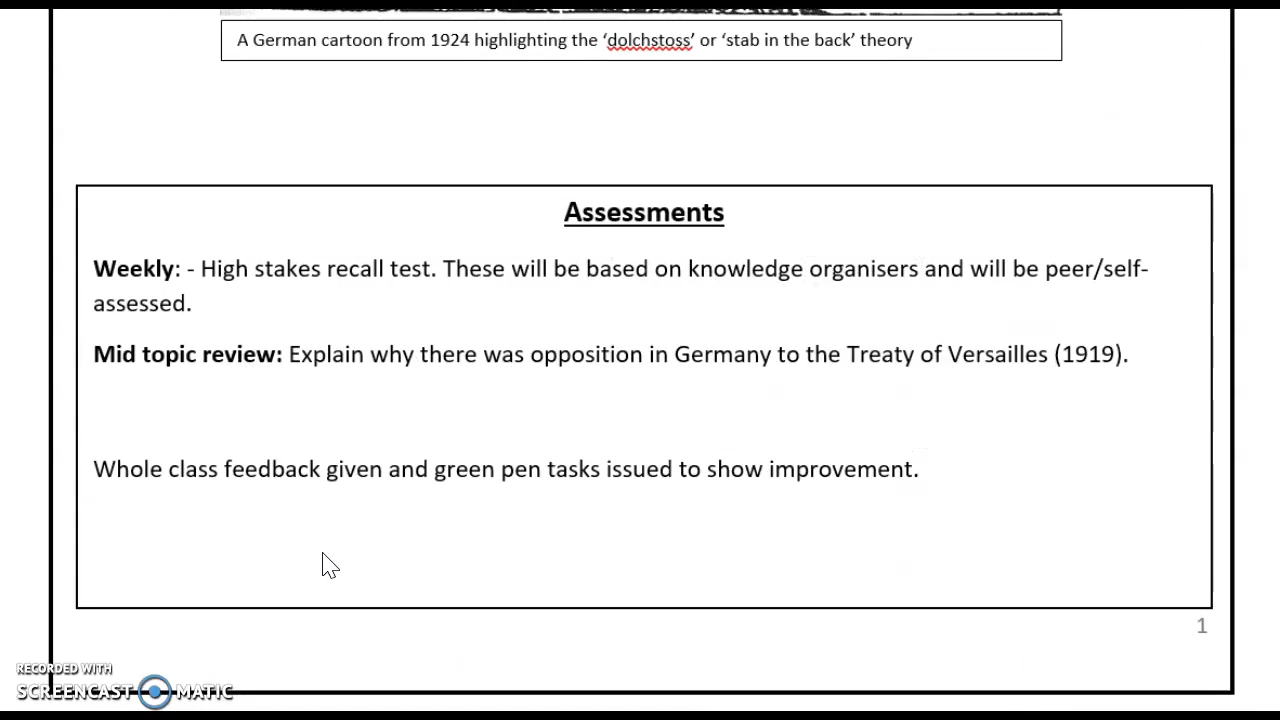 A German cartoon from 1924 highlighting the ‘dolchstoss’ or ‘stab in the back’ theory
Assessments
Weekly: - High stakes recall test. These will be based on knowledge organisers and will be peer/self-
assessed.
Mid topic review: Explain why there was opposition in Germany to the Treaty of Versailles (1919).
Whole class feedback given and green pen tasks issued to show improvement.
1
RECORDED WITH
SCREENCAST MATIC